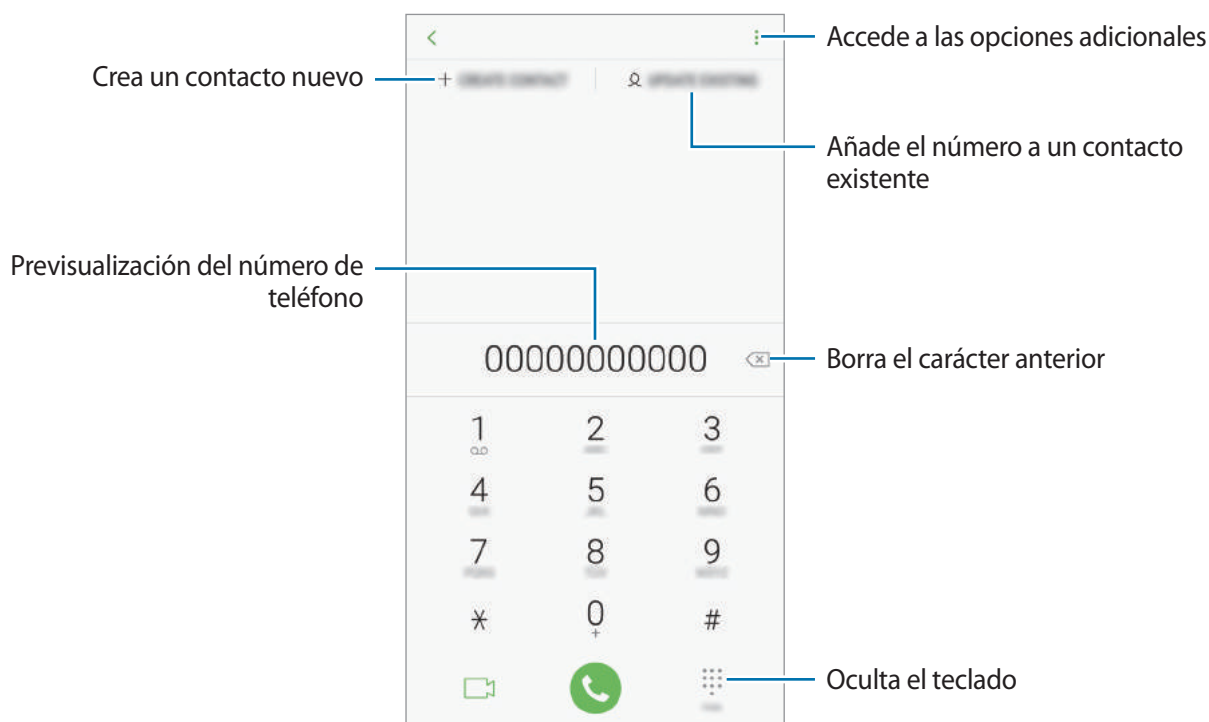 Accede a las opciones adicionales
Crea un contacto nuevo
Añade el número a un contacto
existente
Previsualización del número de
teléfono
00000000000
Borra el carácter anterior
1 2 3
4 5 6
7 8 9
* 0 #
+
Oculta el teclado